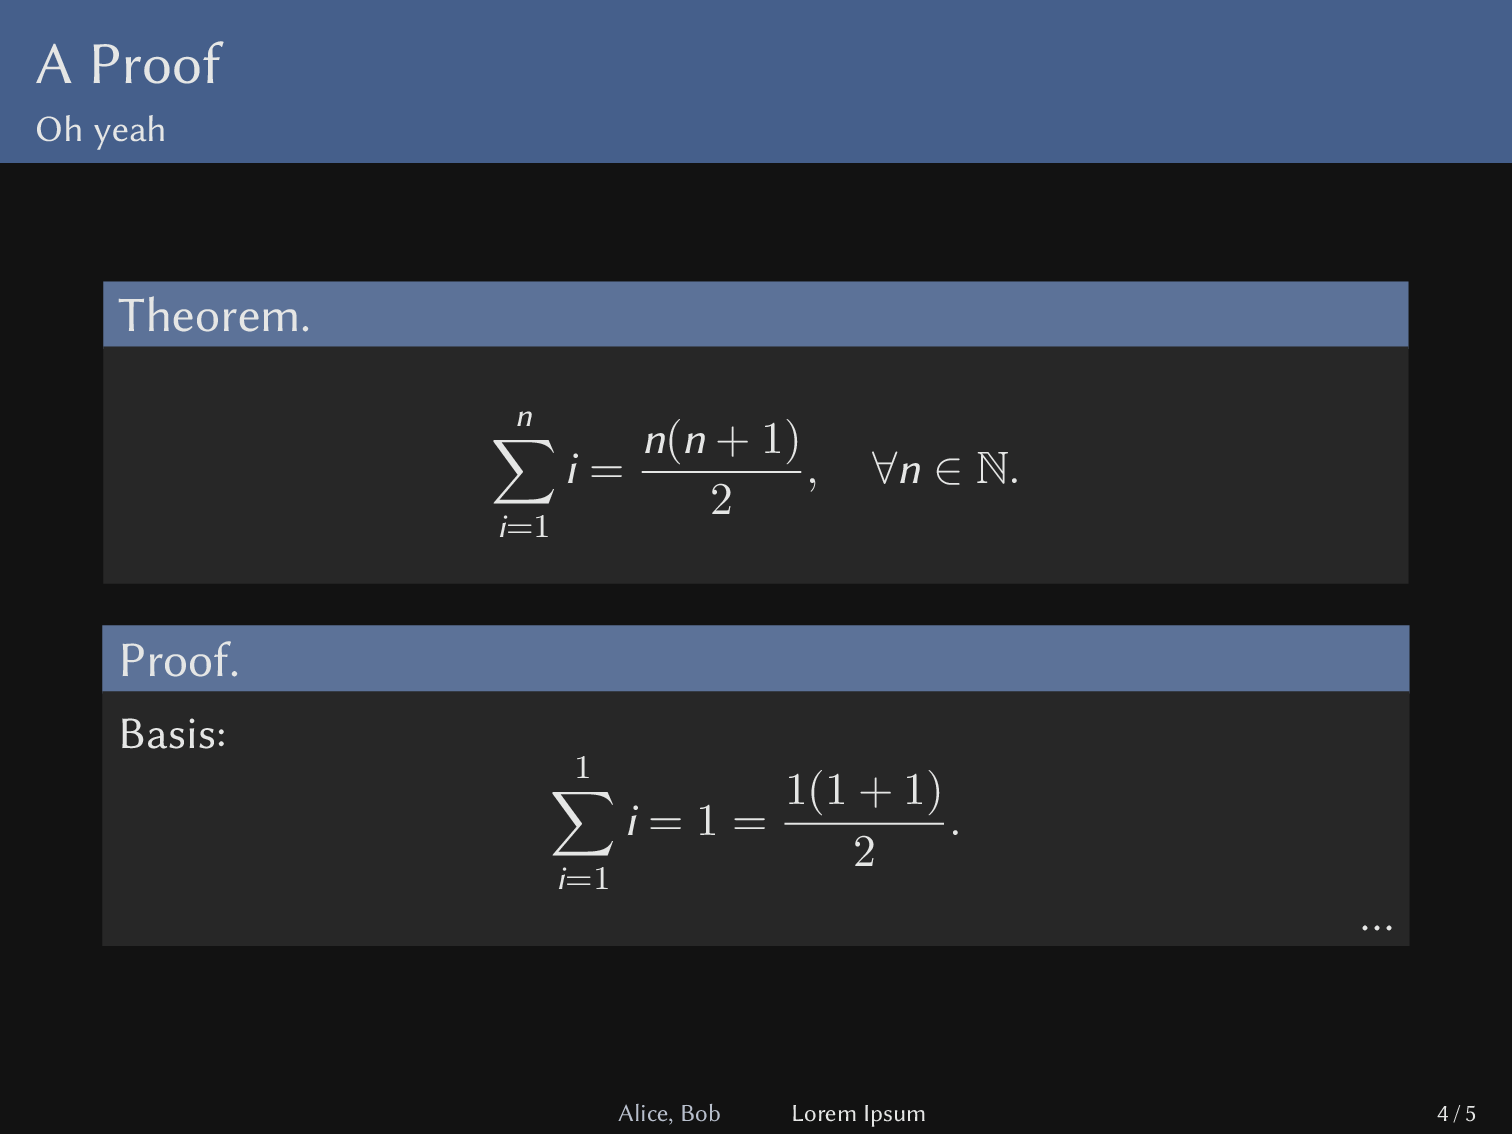 A Proof
Oh yeah
Theorem.
$$\sum_{i=1}^{n} i = \frac{n(n+1)}{2}, \quad \forall n \in \mathbb{N}.$$
Proof.
Basis:
$$\sum_{i=1}^{1} i = 1 = \frac{1(1+1)}{2}.$$
...
Alice, Bob Lorem Ipsum 4 / 5